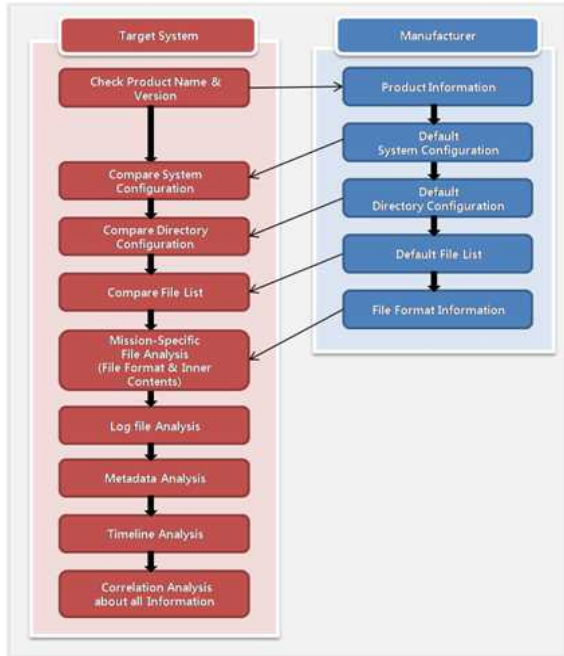 Target System
Check Product Name &
Version
Compare System
Configuration
Compare Directory
Configuration
Compare File List
Mission-Specific
File Analysis
(File Format & Inner
Contents)
Log file Analysis
Metadata Analysis
Timeline Analysis
Correlation Analysis
about all Information
Manufacturer
Product Information
Default
System Configuration
Default
Directory Configuration
Default File List
File Format Information